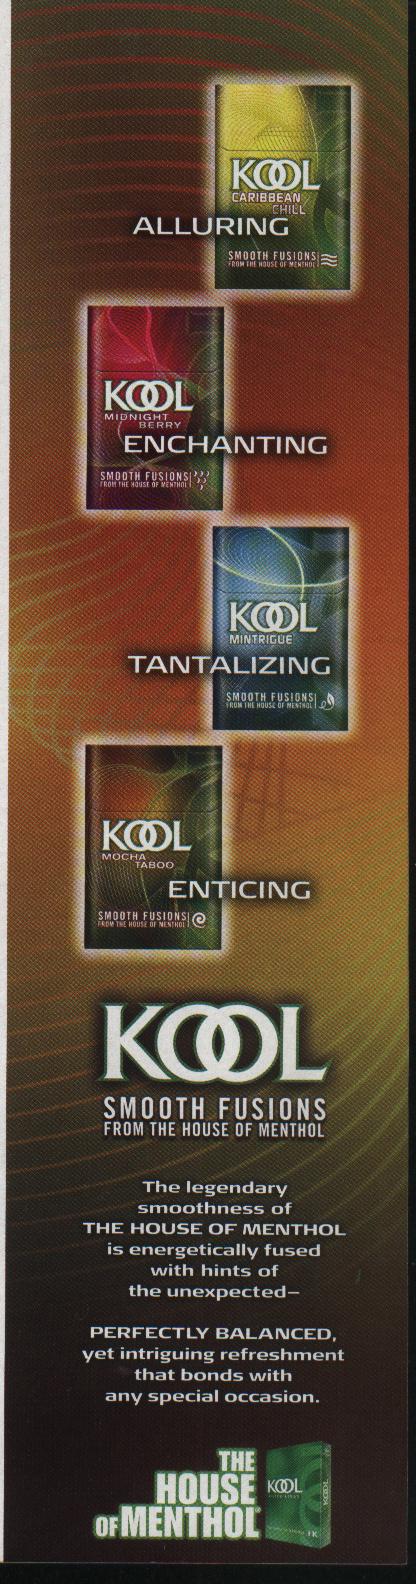 KOOL
CARIBBEAN
CHILL
ALLURING
SMOOTH FUSIONS
FROM THE HOUSE OF MENTHOL
KOOL
MIDNIGHT
BERRY
ENCHANTING
SMOOTH FUSIONS
FROM THE HOUSE OF MENTHOL
KOOL
MINTRIGUE
TANTALIZING
SMOOTH FUSIONS
FROM THE HOUSE OF MENTHOL
KOOL
MOCHA
TABOO
ENTICING
SMOOTH FUSIONS
FROM THE HOUSE OF MENTHOL
KOOL
SMOOTH FUSIONS
FROM THE HOUSE OF MENTHOL
The legendary
smoothness of
THE HOUSE OF MENTHOL
is energetically fused
with hints of
the unexpected–
PERFECTLY BALANCED,
yet intriguing refreshment
that bonds with
any special occasion.
THE
HOUSE
OF MENTHOL®
KOOL
KOOL